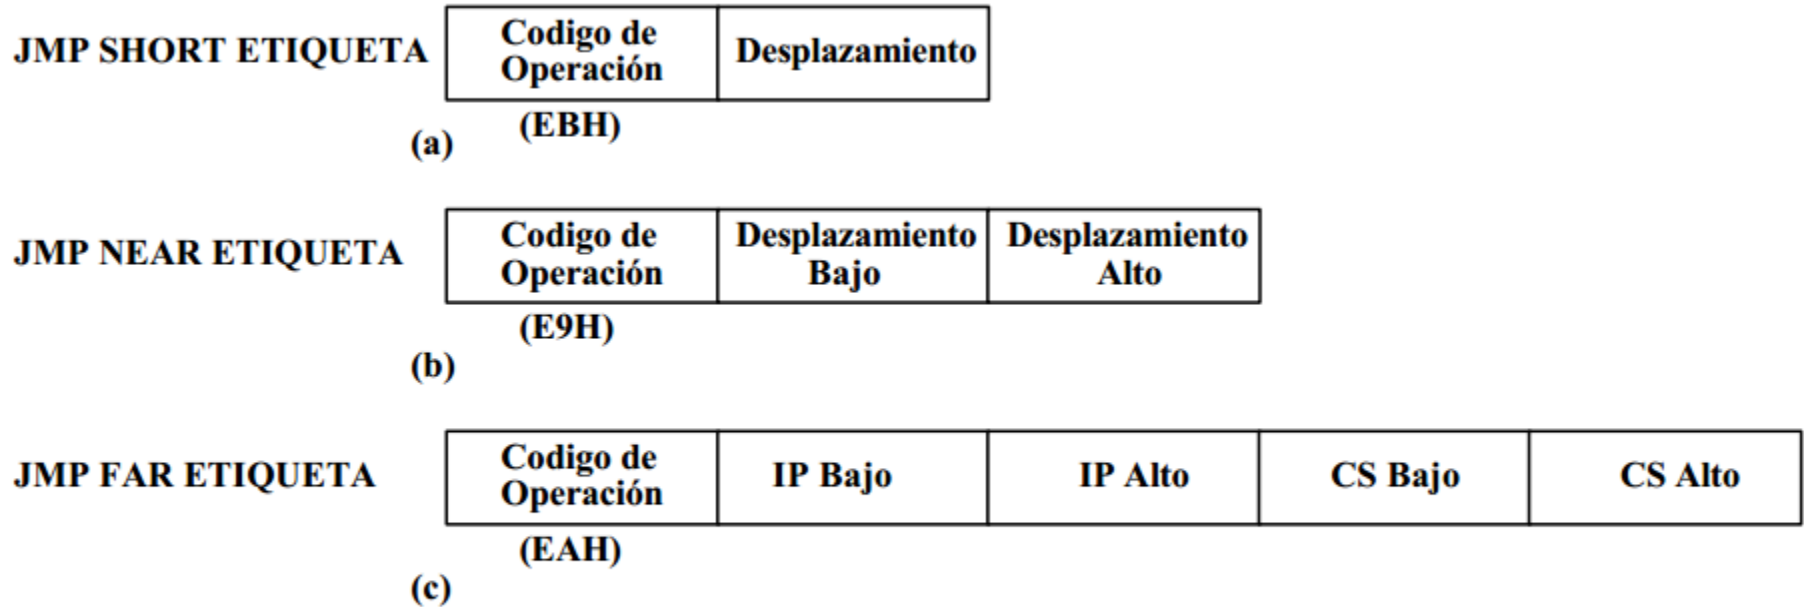 JMP SHORT ETIQUETA
Codigo de
Operación
Desplazamiento
(EBH)
(a)
JMP NEAR ETIQUETA
Codigo de
Operación
Desplazamiento
Bajo
Desplazamiento
Alto
(E9H)
(b)
JMP FAR ETIQUETA
Codigo de
Operación
IP Bajo
IP Alto
CS Bajo
CS Alto
(EAH)
(c)